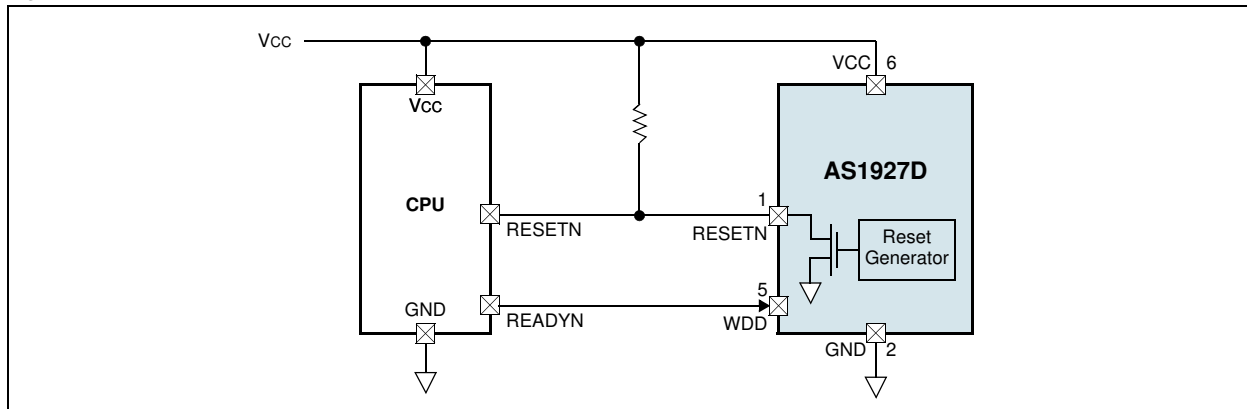 VCC
VCC 6
VCC
AS1927D
CPU
1
RESETN
RESETN
Reset
Generator
5
GND
READYN
WDD
GND 2